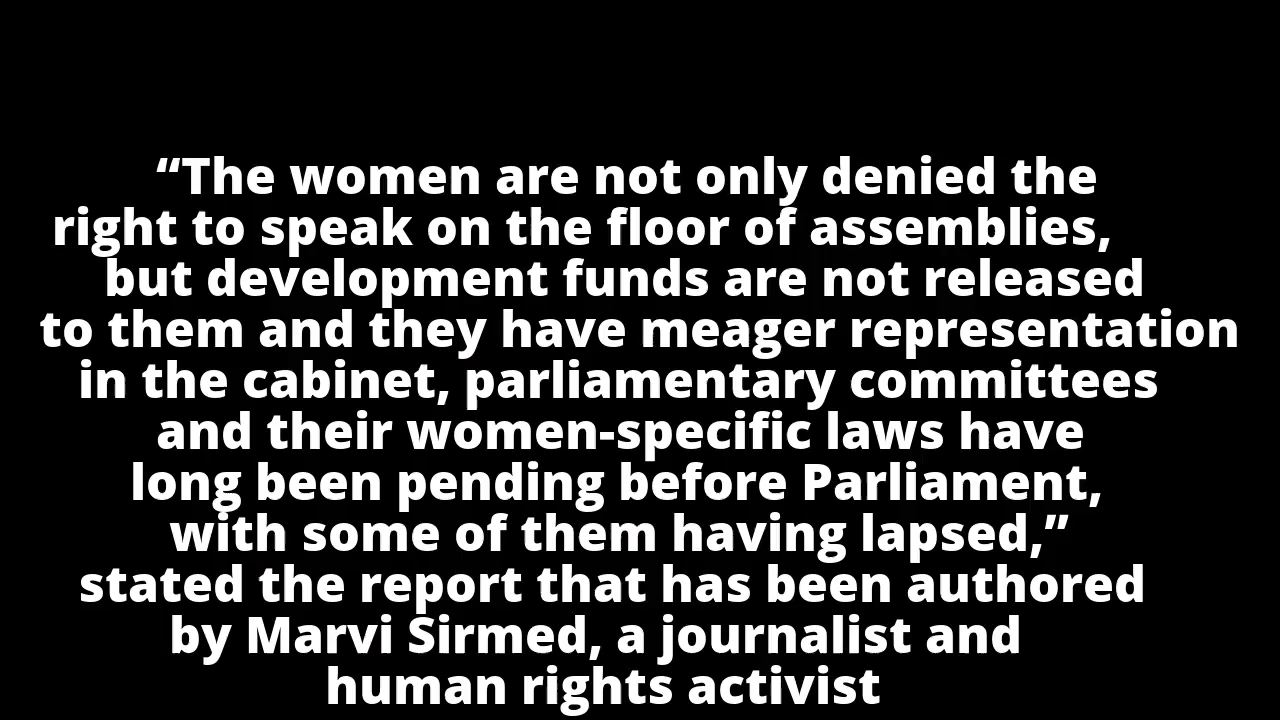 “The women are not only denied the
right to speak on the floor of assemblies,
but development funds are not released
to them and they have meager representation
in the cabinet, parliamentary committees
and their women-specific laws have
long been pending before Parliament,
with some of them having lapsed,”
stated the report that has been authored
by Marvi Sirmed, a journalist and
human rights activist